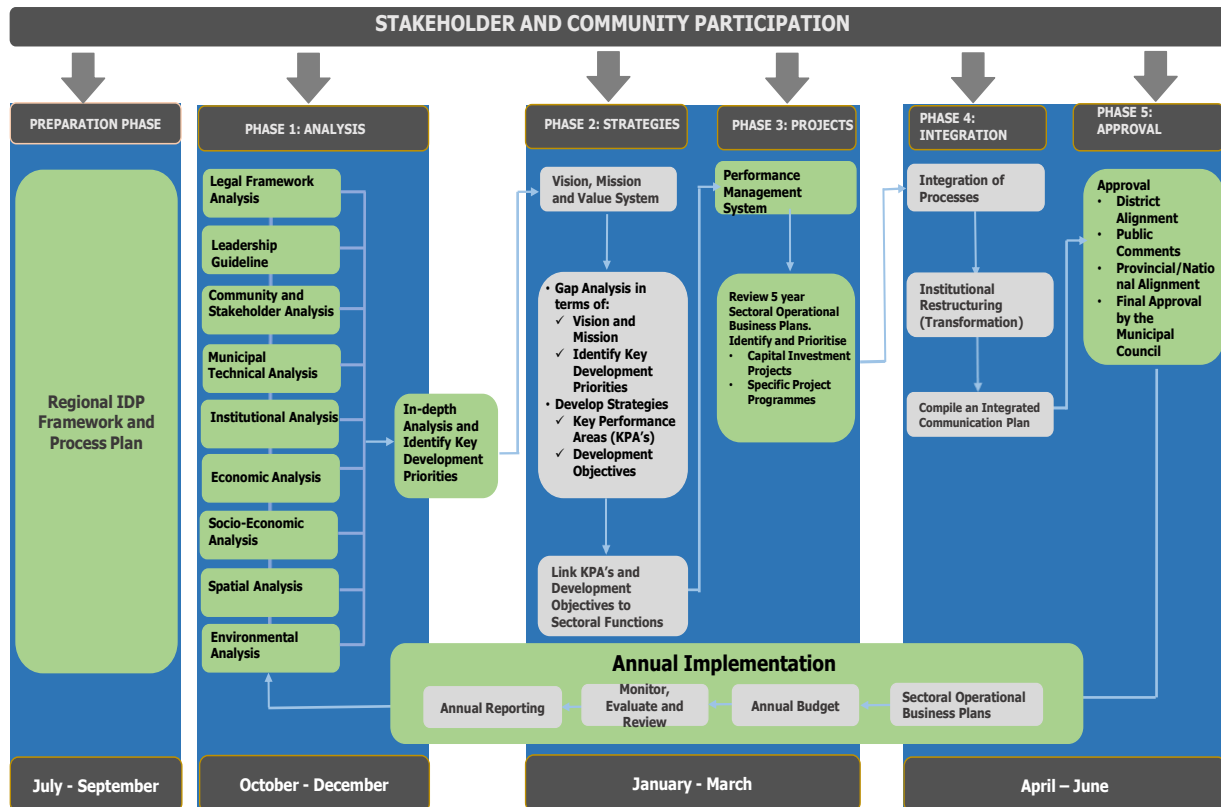 STAKEHOLDER AND COMMUNITY PARTICIPATION
PREPARATION PHASE
Regional IDP
Framework and
Process Plan
July - September
PHASE 1: ANALYSIS
Legal Framework
Analysis
Leadership
Guideline
Community and
Stakeholder Analysis
Municipal
Technical Analysis
Institutional Analysis
Economic Analysis
Socio-Economic
Analysis
Spatial Analysis
Environmental
Analysis
In-depth
Analysis and
Identify Key
Development
Priorities
October - December
PHASE 2: STRATEGIES
Vision, Mission
and Value System
• Gap Analysis in
terms of:
✓ Vision and
Mission
✓ Identify Key
Development
Priorities
• Develop Strategies
✓ Key Performance
Areas (KPA's)
✓ Development
Objectives
Link KPA's and
Development
Objectives to
Sectoral Functions
PHASE 3: PROJECTS
Performance
Management
System
Review 5 year
Sectoral Operational
Business Plans.
Identify and Prioritise
• Capital Investment
Projects
• Specific Project
Programmes
January - March
PHASE 4:
INTEGRATION
Integration of
Processes
Institutional
Restructuring
(Transformation)
Compile an Integrated
Communication Plan
PHASE 5:
APPROVAL
Approval
• District
Alignment
• Public
Comments
• Provincial/Natio
nal Alignment
• Final Approval
by the
Municipal
Council
April – June
Annual Implementation
Annual Reporting
Monitor,
Evaluate and
Review
Annual Budget
Sectoral Operational
Business Plans